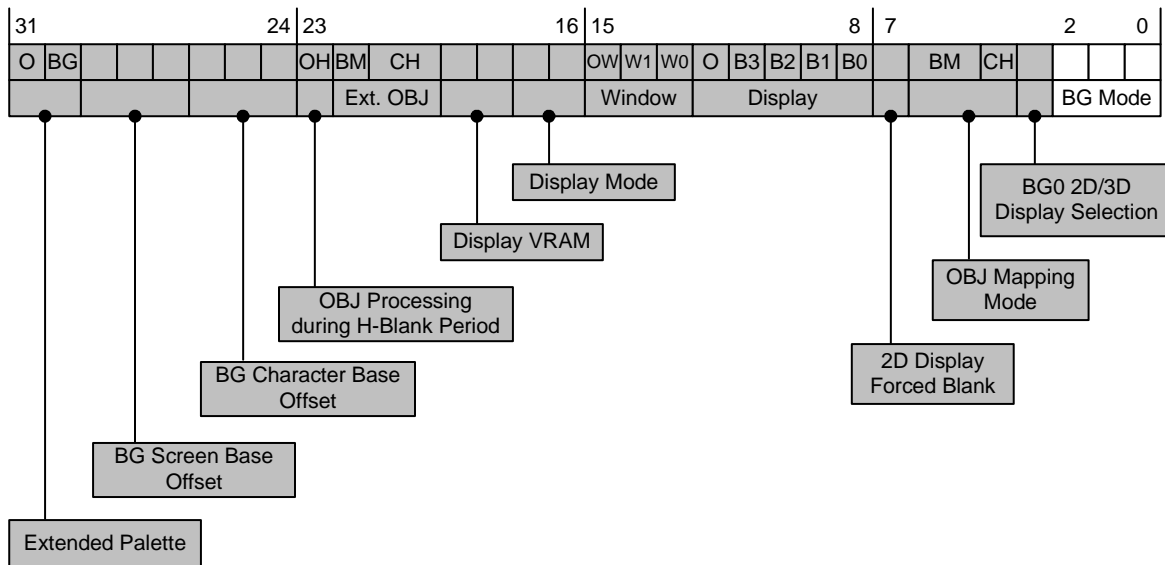 31 24 23 16 15 8 7 2 0
O BG OH BM CH OW W1 W0 O B3 B2 B1 B0 BM CH
Ext. OBJ Window Display BG Mode
Display Mode
BG0 2D/3D
Display Selection
Display VRAM
OBJ Mapping
Mode
OBJ Processing
during H-Blank Period
2D Display
Forced Blank
BG Character Base
Offset
BG Screen Base
Offset
Extended Palette